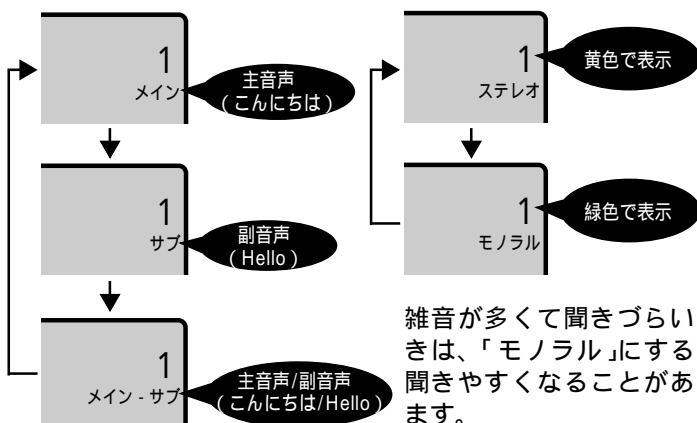 1
メイン
主音声
(こんにちは)
1
サブ
副音声
(Hello)
1
メイン - サブ
主音声/副音声
(こんにちは/Hello)
1
ステレオ
黄色で表示
1
モノラル
緑色で表示
雑音が多くて聞きづらい
きは、「モノラル」にする
聞きやすくなることがあ
ます。